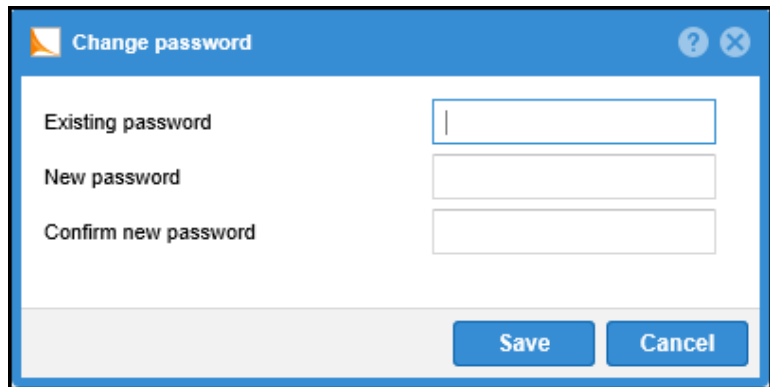 Change password
?
Existing password
New password
Confirm new password
Save Cancel